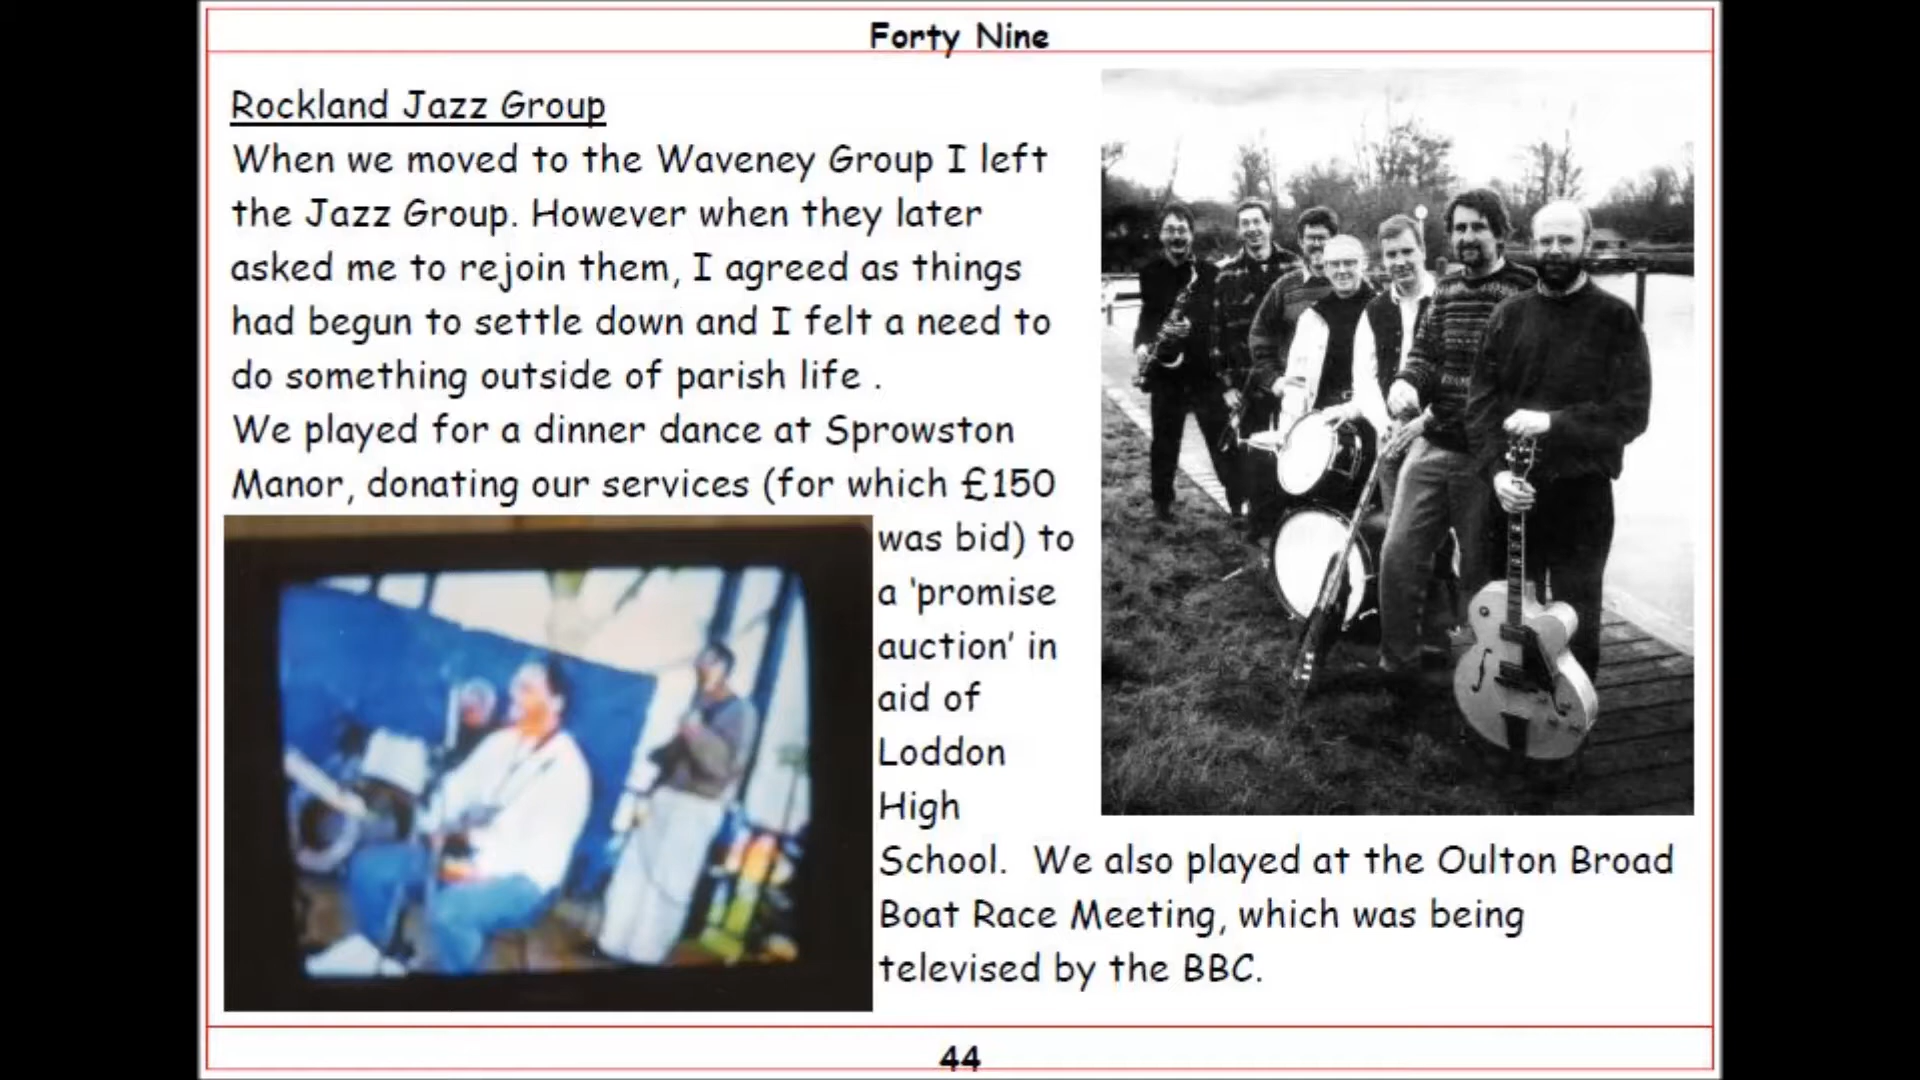 Forty Nine
Rockland Jazz Group
When we moved to the Waveney Group I left
the Jazz Group. However when they later
asked me to rejoin them, I agreed as things
had begun to settle down and I felt a need to
do something outside of parish life .
We played for a dinner dance at Sprowston
Manor, donating our services (for which £150
was bid) to
a 'promise
auction' in
aid of
Loddon
High
School. We also played at the Oulton Broad
Boat Race Meeting, which was being
televised by the BBC.
44